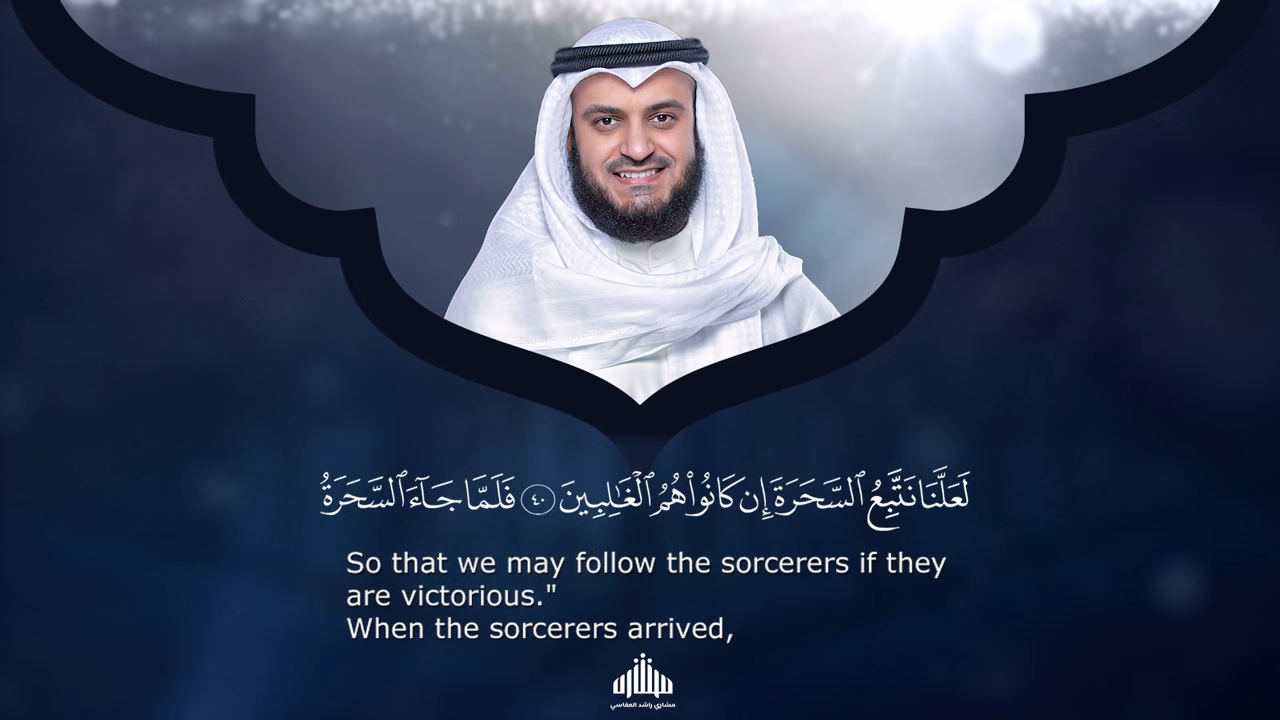 لَعَلَّنَا نَتَّبِعُ ٱلسَّحَرَةَ إِن كَانُوا۟ هُمُ ٱلْغَٰلِبِينَ ٤٠ فَلَمَّا جَآءَ ٱلسَّحَرَةُ
So that we may follow the sorcerers if they
are victorious."
When the sorcerers arrived,
مشاري راشد العفاسي